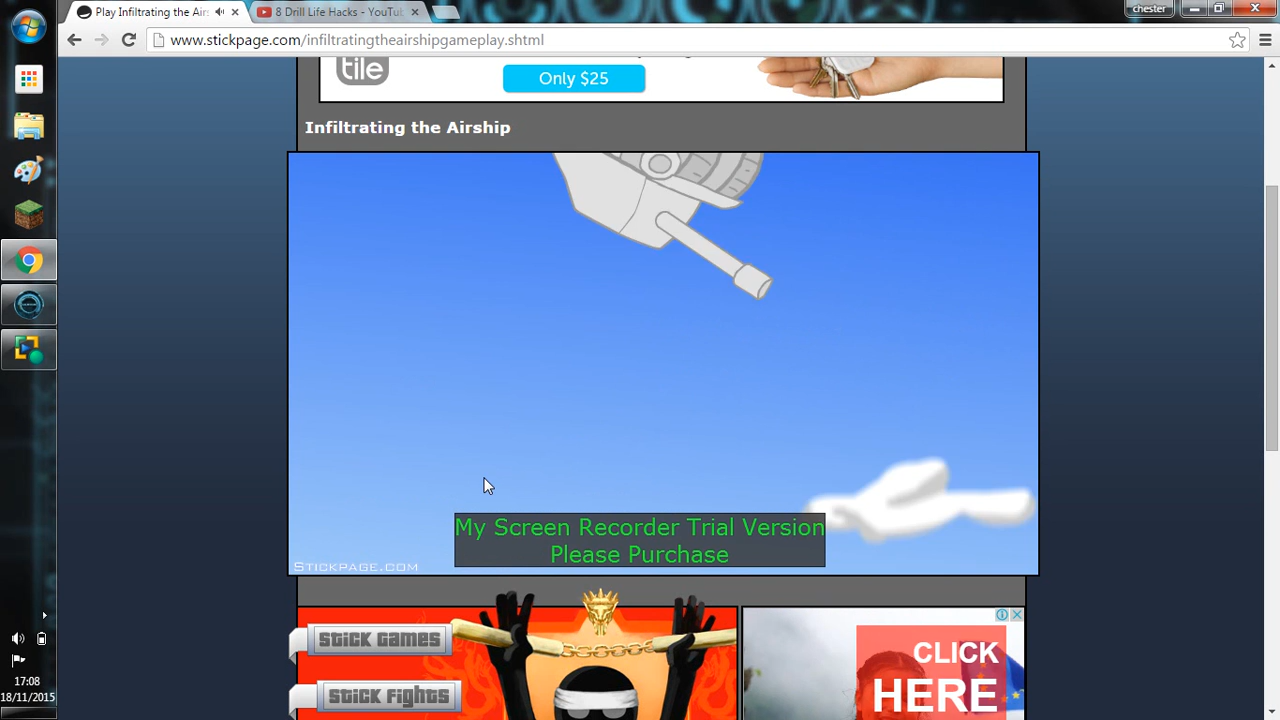 Play Infiltrating the Airs
8 Drill Life Hacks - YouTub
chester
www.stickpage.com/infiltratingtheairshipgameplay.shtml
tile
Only $25
Infiltrating the Airship
My Screen Recorder Trial Version
Please Purchase
STICKPAGE.COM
STICK GAMES
STICK FIGHTS
CLICK
HERE
17:08
18/11/2015